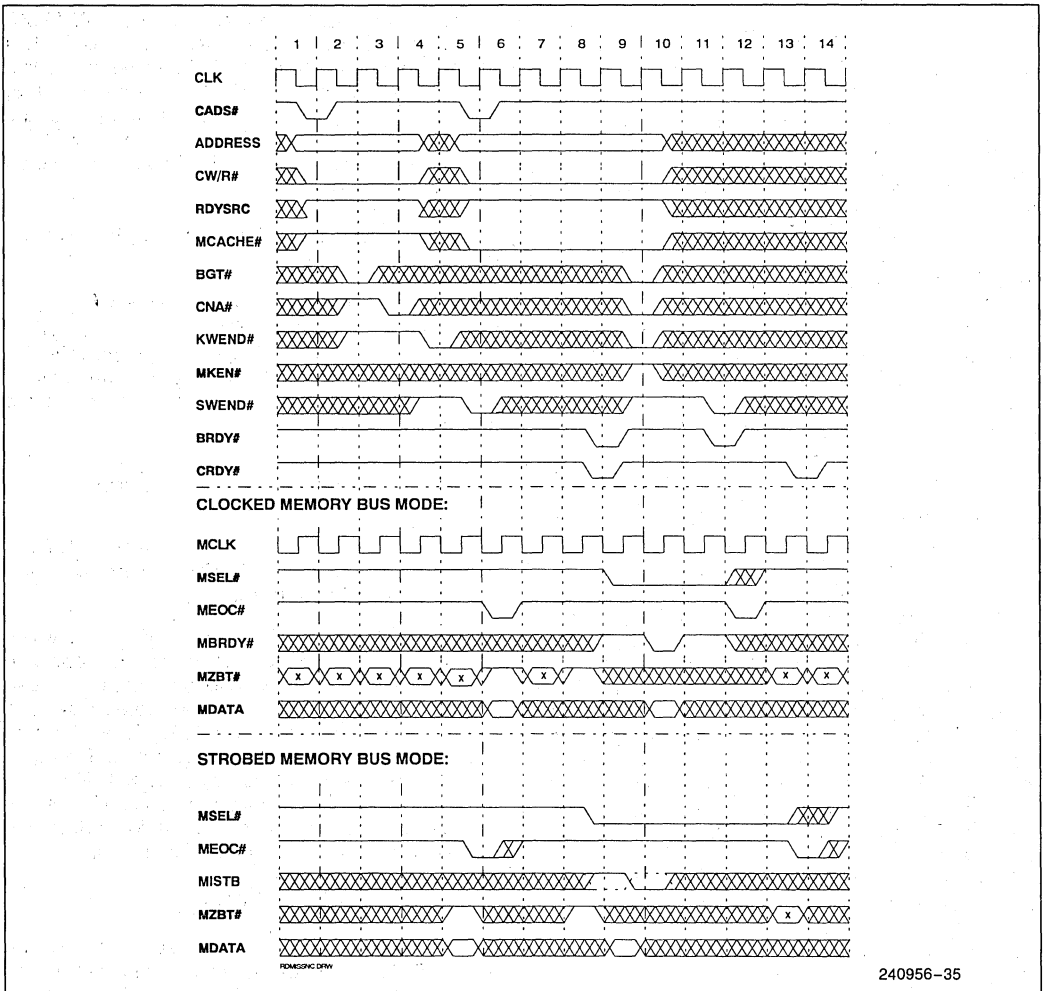 1 2 3 4 5 6 7 8 9 10 11 12 13 14
CLK
CADS#
ADDRESS
CW/R#
RDYSRC
MCACHE#
BGT#
CNA#
KWEND#
MKEN#
SWEND#
BRDY#
CRDY#
CLOCKED MEMORY BUS MODE:
MCLK
MSEL#
MEOC#
MBRDY#
MZBT# x x x x x x x x
MDATA
STROBED MEMORY BUS MODE:
MSEL#
MEOC#
MISTB
MZBT# x
MDATA
RDMISSNC DRW
240956-35